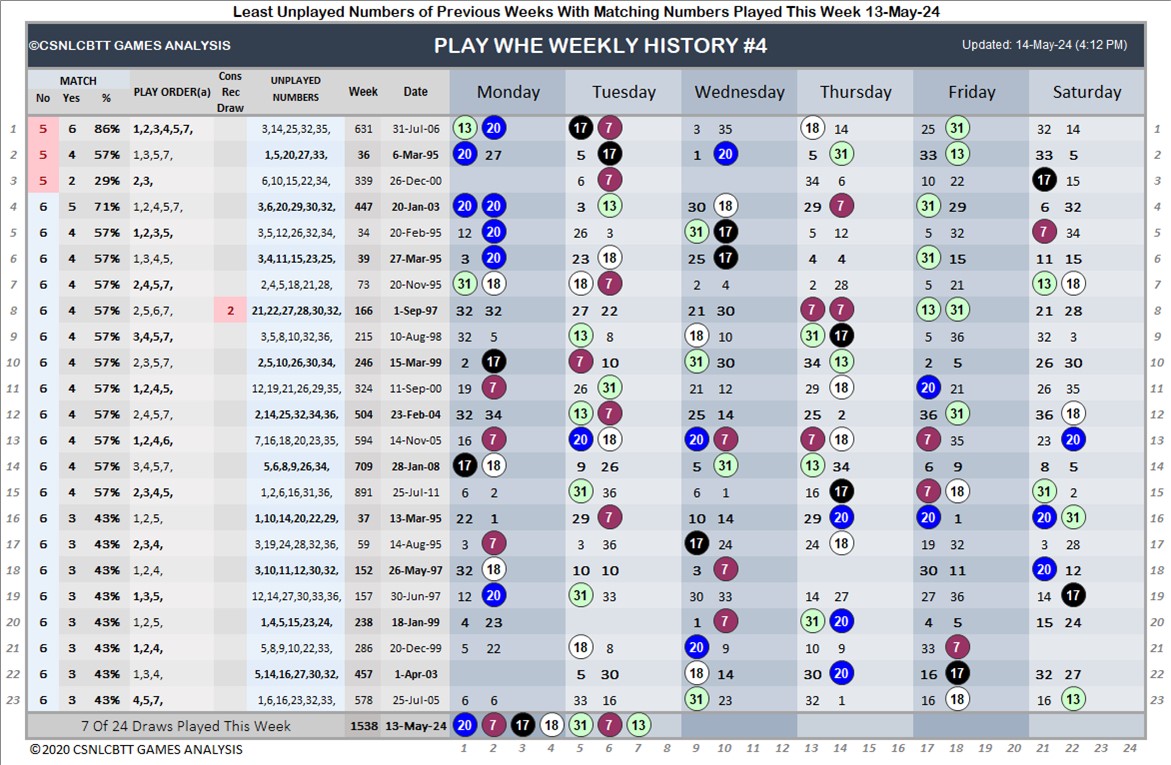 Least Unplayed Numbers of Previous Weeks With Matching Numbers Played This Week 13-May-24
©CSNLCBTT GAMES ANALYSIS PLAY WHE WEEKLY HISTORY #4 Updated: 14-May-24 (4:12 PM)
MATCH No Yes % PLAY ORDER(a) Cons Rec Draw UNPLAYED NUMBERS Week Date Monday Tuesday Wednesday Thursday Friday Saturday
1 5 6 86% 1,2,3,4,5,7, 3,14,25,32,35, 631 31-Jul-06 13 20 17 7 3 35 18 14 25 31 32 14 1
2 5 4 57% 1,3,5,7, 1,5,20,27,33, 36 6-Mar-95 20 27 5 17 1 20 5 31 33 13 33 5 2
3 5 2 29% 2,3, 6,10,15,22,34, 339 26-Dec-00 6 7 34 6 10 22 17 15 3
4 6 5 71% 1,2,4,5,7, 3,6,20,29,30,32, 447 20-Jan-03 20 20 3 13 30 18 29 7 31 29 6 32 4
5 6 4 57% 1,2,3,5, 3,5,12,26,32,34, 34 20-Feb-95 12 20 26 3 31 17 5 12 5 32 7 34 5
6 6 4 57% 1,3,4,5, 3,4,11,15,23,25, 39 27-Mar-95 3 20 23 18 25 17 4 4 31 15 11 15 6
7 6 4 57% 2,4,5,7, 2,4,5,18,21,28, 73 20-Nov-95 31 18 18 7 2 4 2 28 5 21 13 18 7
8 6 4 57% 2,5,6,7, 2 21,22,27,28,30,32, 166 1-Sep-97 32 32 27 22 21 30 7 7 13 31 21 28 8
9 6 4 57% 3,4,5,7, 3,5,8,10,32,36, 215 10-Aug-98 32 5 13 8 18 10 31 17 5 36 32 3 9
10 6 4 57% 2,3,5,7, 2,5,10,26,30,34, 246 15-Mar-99 2 17 7 10 31 30 34 13 2 5 26 30 10
11 6 4 57% 1,2,4,5, 12,19,21,26,29,35, 324 11-Sep-00 19 7 26 31 21 12 29 18 20 21 26 35 11
12 6 4 57% 2,4,5,7, 2,14,25,32,34,36, 504 23-Feb-04 32 34 13 7 25 14 25 2 36 31 36 18 12
13 6 4 57% 1,2,4,6, 7,16,18,20,23,35, 594 14-Nov-05 16 7 20 18 20 7 7 18 7 35 23 20 13
14 6 4 57% 3,4,5,7, 5,6,8,9,26,34, 709 28-Jan-08 17 18 9 26 5 31 13 34 6 9 8 5 14
15 6 4 57% 2,3,4,5, 1,2,6,16,31,36, 891 25-Jul-11 6 2 31 36 6 1 16 17 7 18 31 2 15
16 6 3 43% 1,2,5, 1,10,14,20,22,29, 37 13-Mar-95 22 1 29 7 10 14 29 20 20 1 20 31 16
17 6 3 43% 2,3,4, 3,19,24,28,32,36, 59 14-Aug-95 3 7 3 36 17 24 24 18 19 32 3 28 17
18 6 3 43% 1,2,4, 3,10,11,12,30,32, 152 26-May-97 32 18 10 10 3 7 30 11 20 12 18
19 6 3 43% 1,3,5, 12,14,27,30,33,36, 157 30-Jun-97 12 20 31 33 30 33 14 27 27 36 14 17 19
20 6 3 43% 1,2,5, 1,4,5,15,23,24, 238 18-Jan-99 4 23 1 7 31 20 4 5 15 24 20
21 6 3 43% 1,2,4, 5,8,9,10,22,33, 286 20-Dec-99 5 22 18 8 20 9 10 9 33 7 21
22 6 3 43% 1,3,4, 5,14,16,27,30,32, 457 1-Apr-03 5 30 18 14 30 20 16 17 32 27 22
23 6 3 43% 4,5,7, 1,6,16,23,32,33, 578 25-Jul-05 6 6 33 16 31 23 32 1 16 18 16 13 23
7 Of 24 Draws Played This Week 1538 13-May-24 20 7 17 18 31 7 13
©2020 CSNLCBTT GAMES ANALYSIS 1 2 3 4 5 6 7 8 9 10 11 12 13 14 15 16 17 18 19 20 21 22 23 24